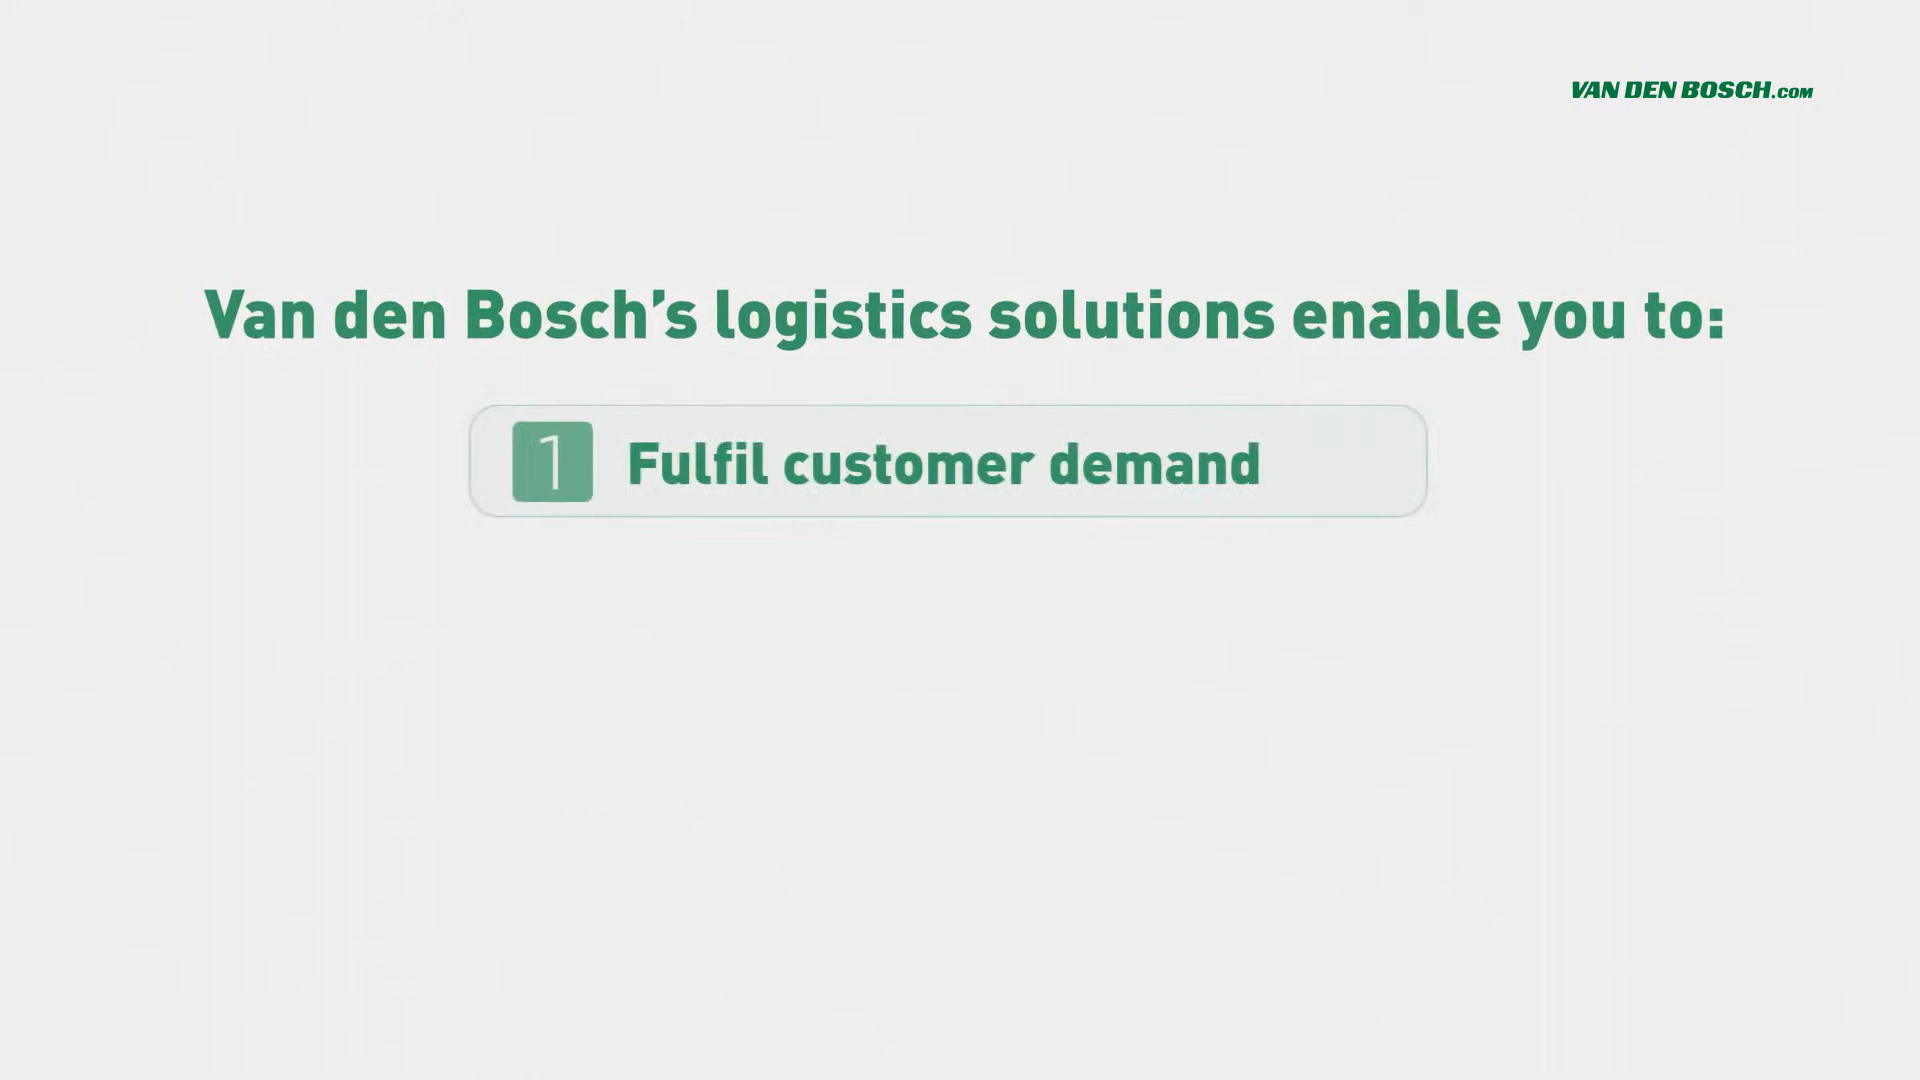 VAN DEN BOSCH.COM
Van den Bosch’s logistics solutions enable you to:
1 Fulfil customer demand